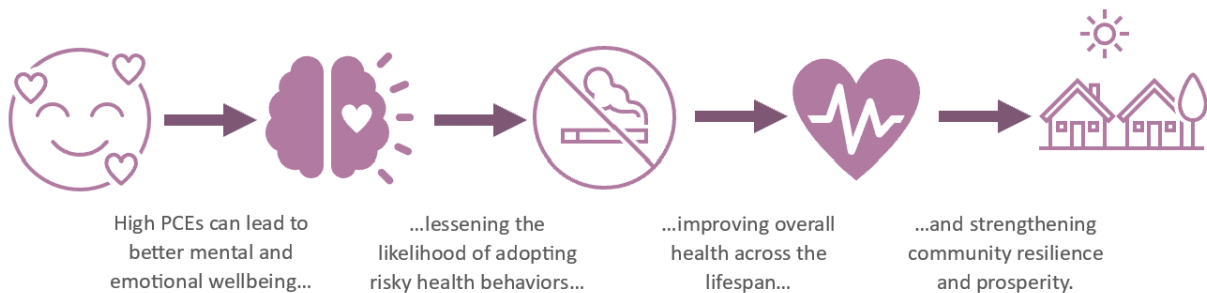 High PCEs can lead to
better mental and
emotional wellbeing...
...lessening the
likelihood of adopting
risky health behaviors...
...improving overall
health across the
lifespan...
...and strengthening
community resilience
and prosperity.